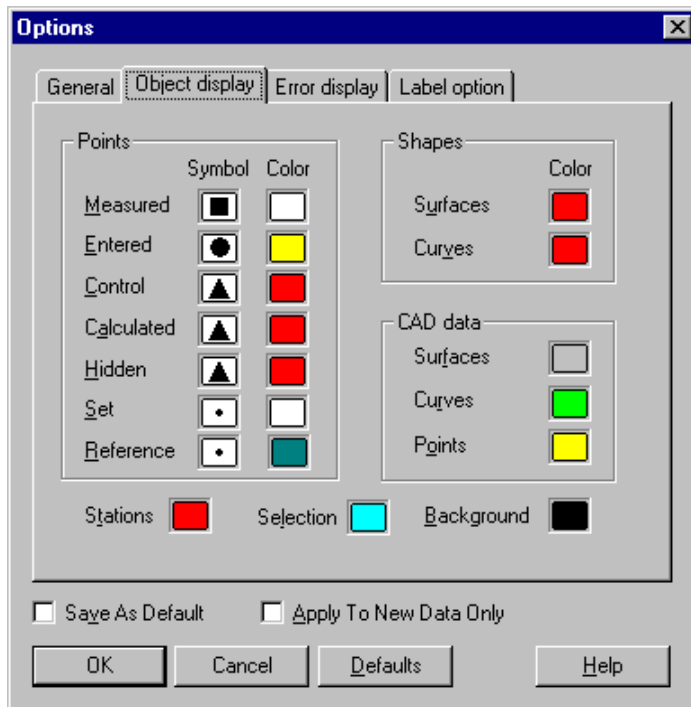 Options
General Object display Error display Label option
Points
Symbol Color
Measured
Entered
Control
Calculated
Hidden
Set
Reference
Shapes
Color
Surfaces
Curves
CAD data
Surfaces
Curves
Points
Stations Selection Background
Save As Default Apply To New Data Only
OK Cancel Defaults Help